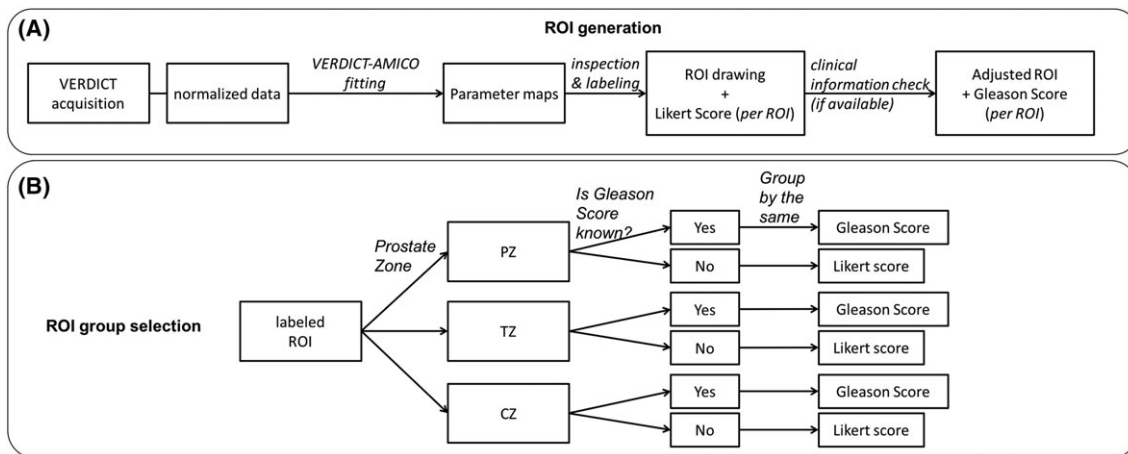 (A)
ROI generation
VERDICT
acquisition
normalized data
VERDICT-AMICO
fitting
Parameter maps
inspection
& labeling
ROI drawing
+
Likert Score (per ROI)
clinical
information check
(if available)
Adjusted ROI
+ Gleason Score
(per ROI)
(B)
ROI group selection
labeled
ROI
Prostate
Zone
PZ
TZ
CZ
Is Gleason
Score
known?
Group
by the
same
Yes
Gleason Score
No
Likert score
Yes
Gleason Score
No
Likert score
Yes
Gleason Score
No
Likert score